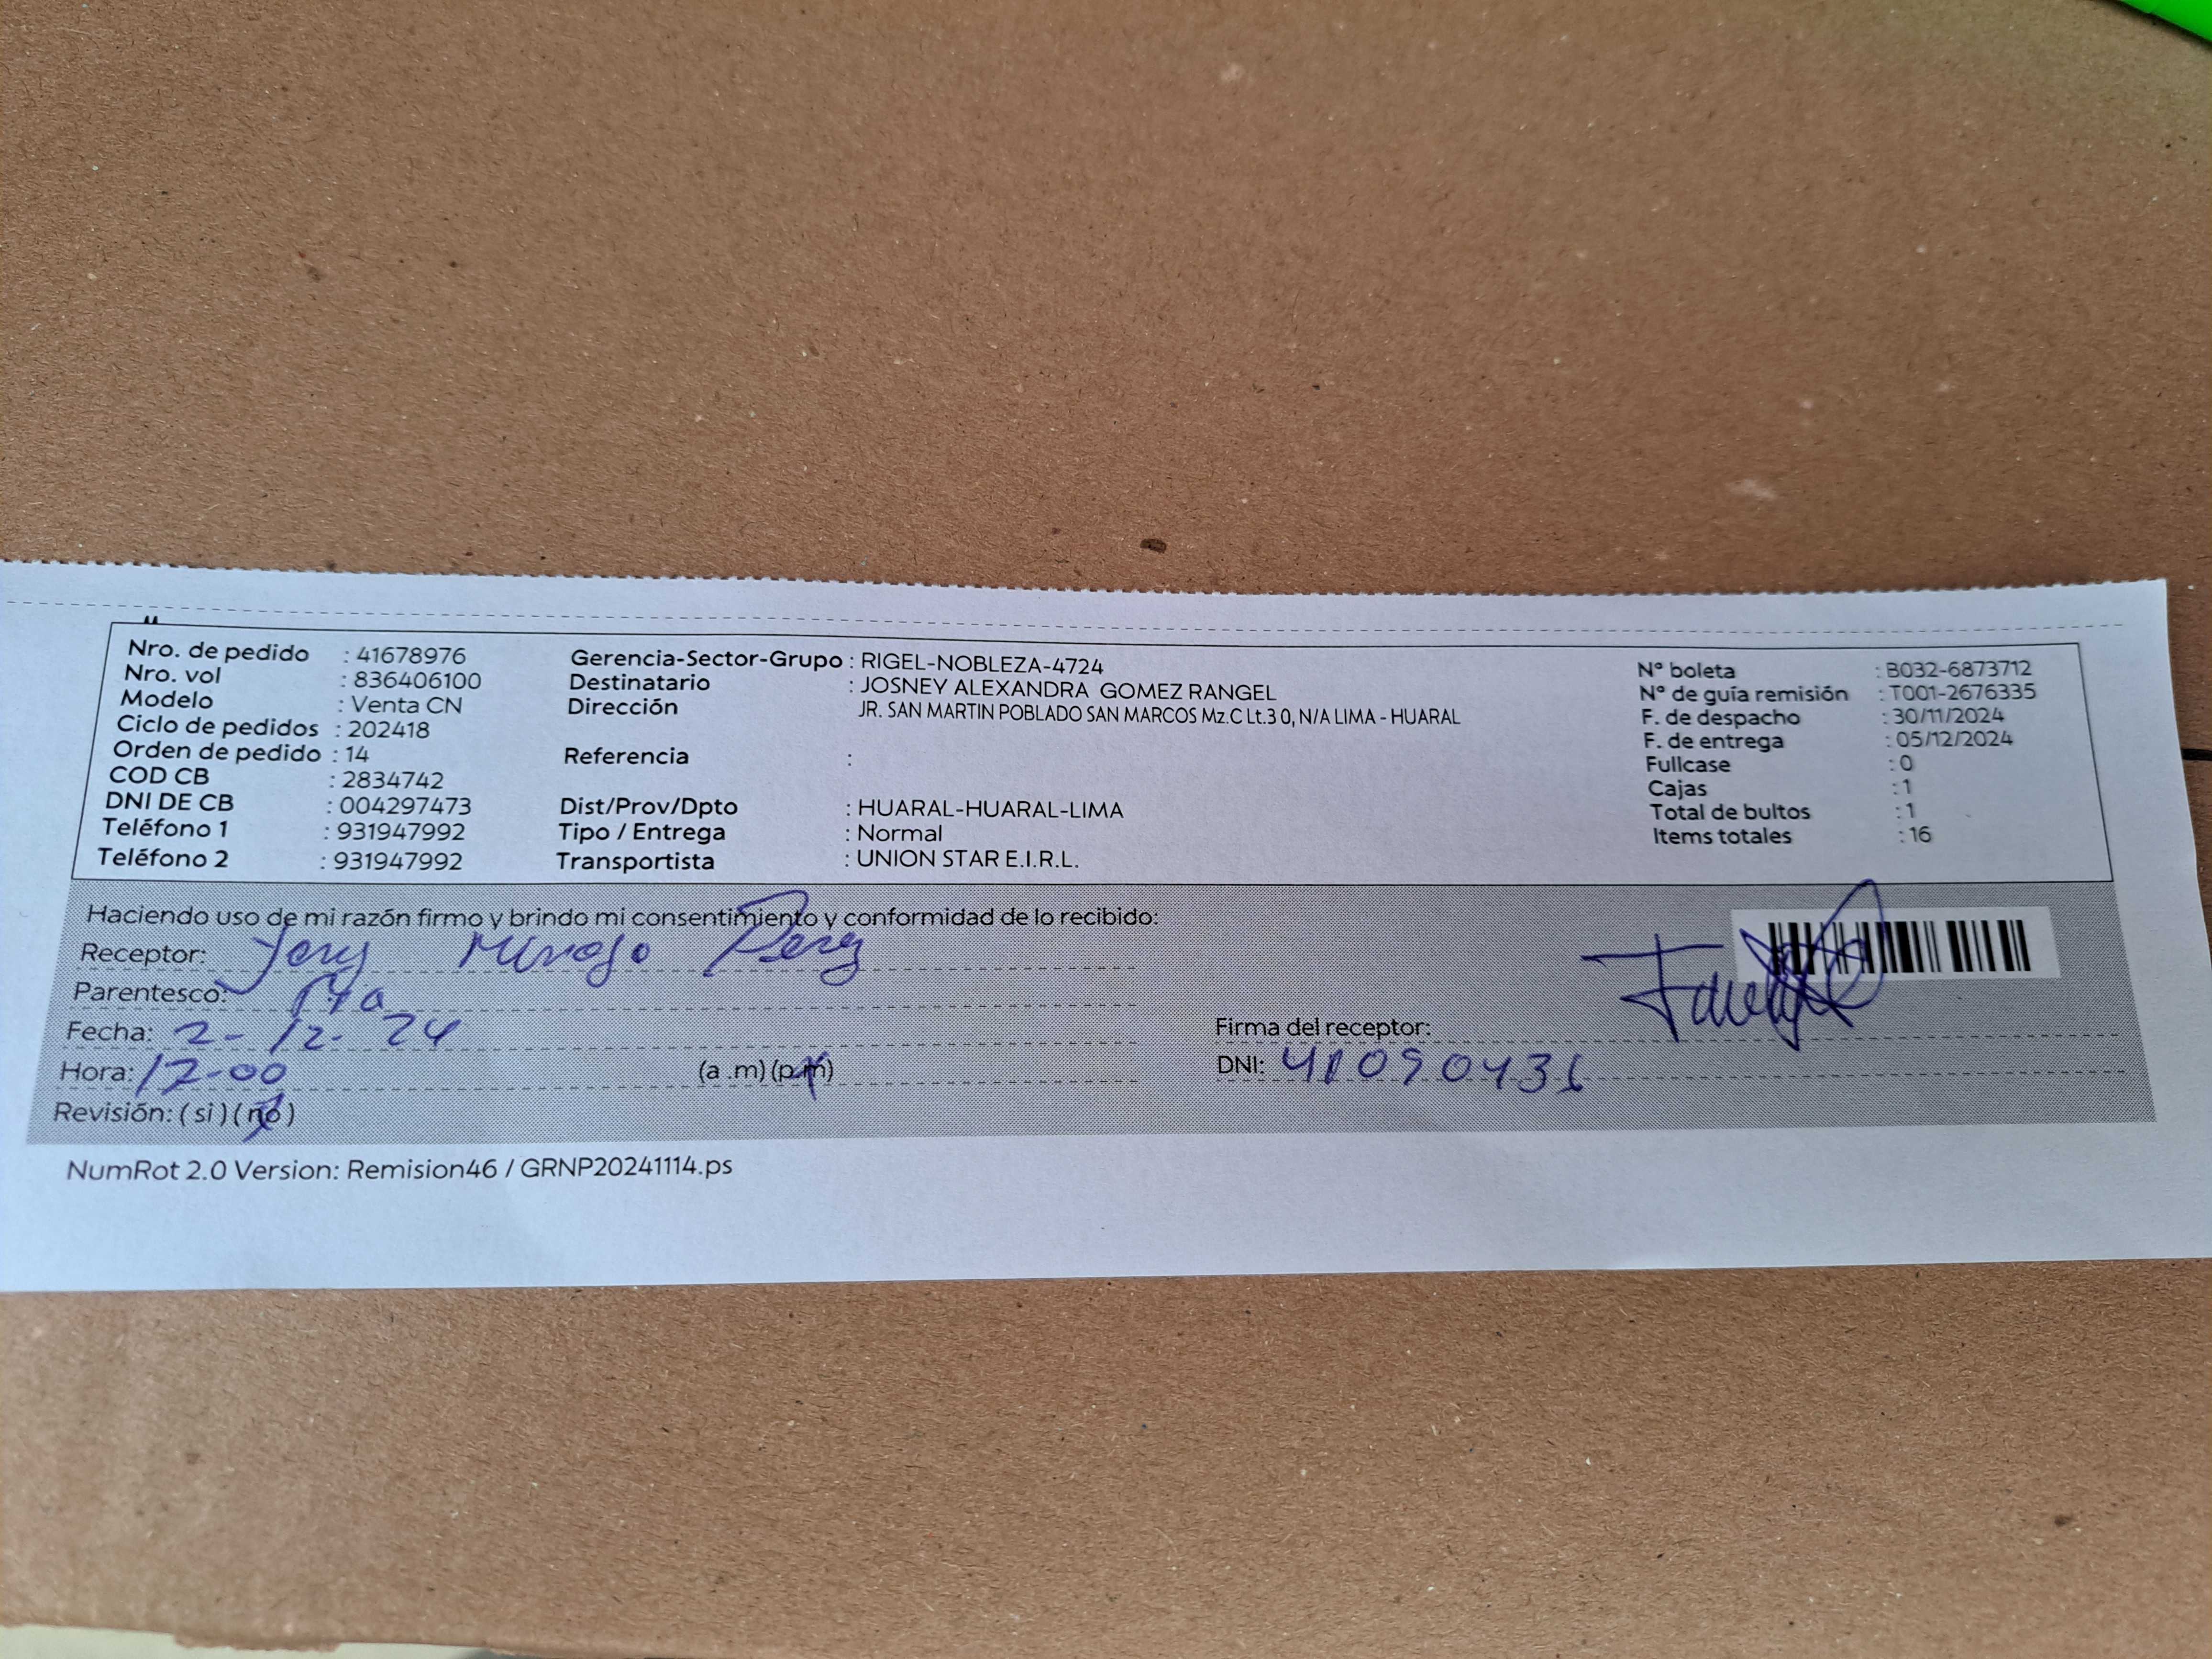 Nro. de pedido : 41678976
Nro. vol : 836406100
Modelo : Venta CN
Ciclo de pedidos : 202418
Orden de pedido : 14
COD CB : 2834742
DNI DE CB : 004297473
Teléfono 1 : 931947992
Teléfono 2 : 931947992
Gerencia-Sector-Grupo : RIGEL-NOBLEZA-4724
Destinatario : JOSNEY ALEXANDRA GOMEZ RANGEL
Dirección JR. SAN MARTIN POBLADO SAN MARCOS Mz.C Lt.3 0, N/A LIMA - HUARAL
Referencia :
Dist/Prov/Dpto : HUARAL-HUARAL-LIMA
Tipo / Entrega : Normal
Transportista : UNION STAR E.I.R.L.
N° boleta : B032-6873712
N° de guía remisión : T001-2676335
F. de despacho : 30/11/2024
F. de entrega : 05/12/2024
Fullcase : 0
Cajas : 1
Total de bultos : 1
Items totales : 16
Haciendo uso de mi razón firmo y brindo mi consentimiento y conformidad de lo recibido:
Receptor: Perez
Parentesco:
Fecha: 2-12-24
Hora: 12-00 (a .m) (p.m)
Revisión: ( si ) ( no )
Firma del receptor:
DNI:
NumRot 2.0 Version: Remision46 / GRNP20241114.ps